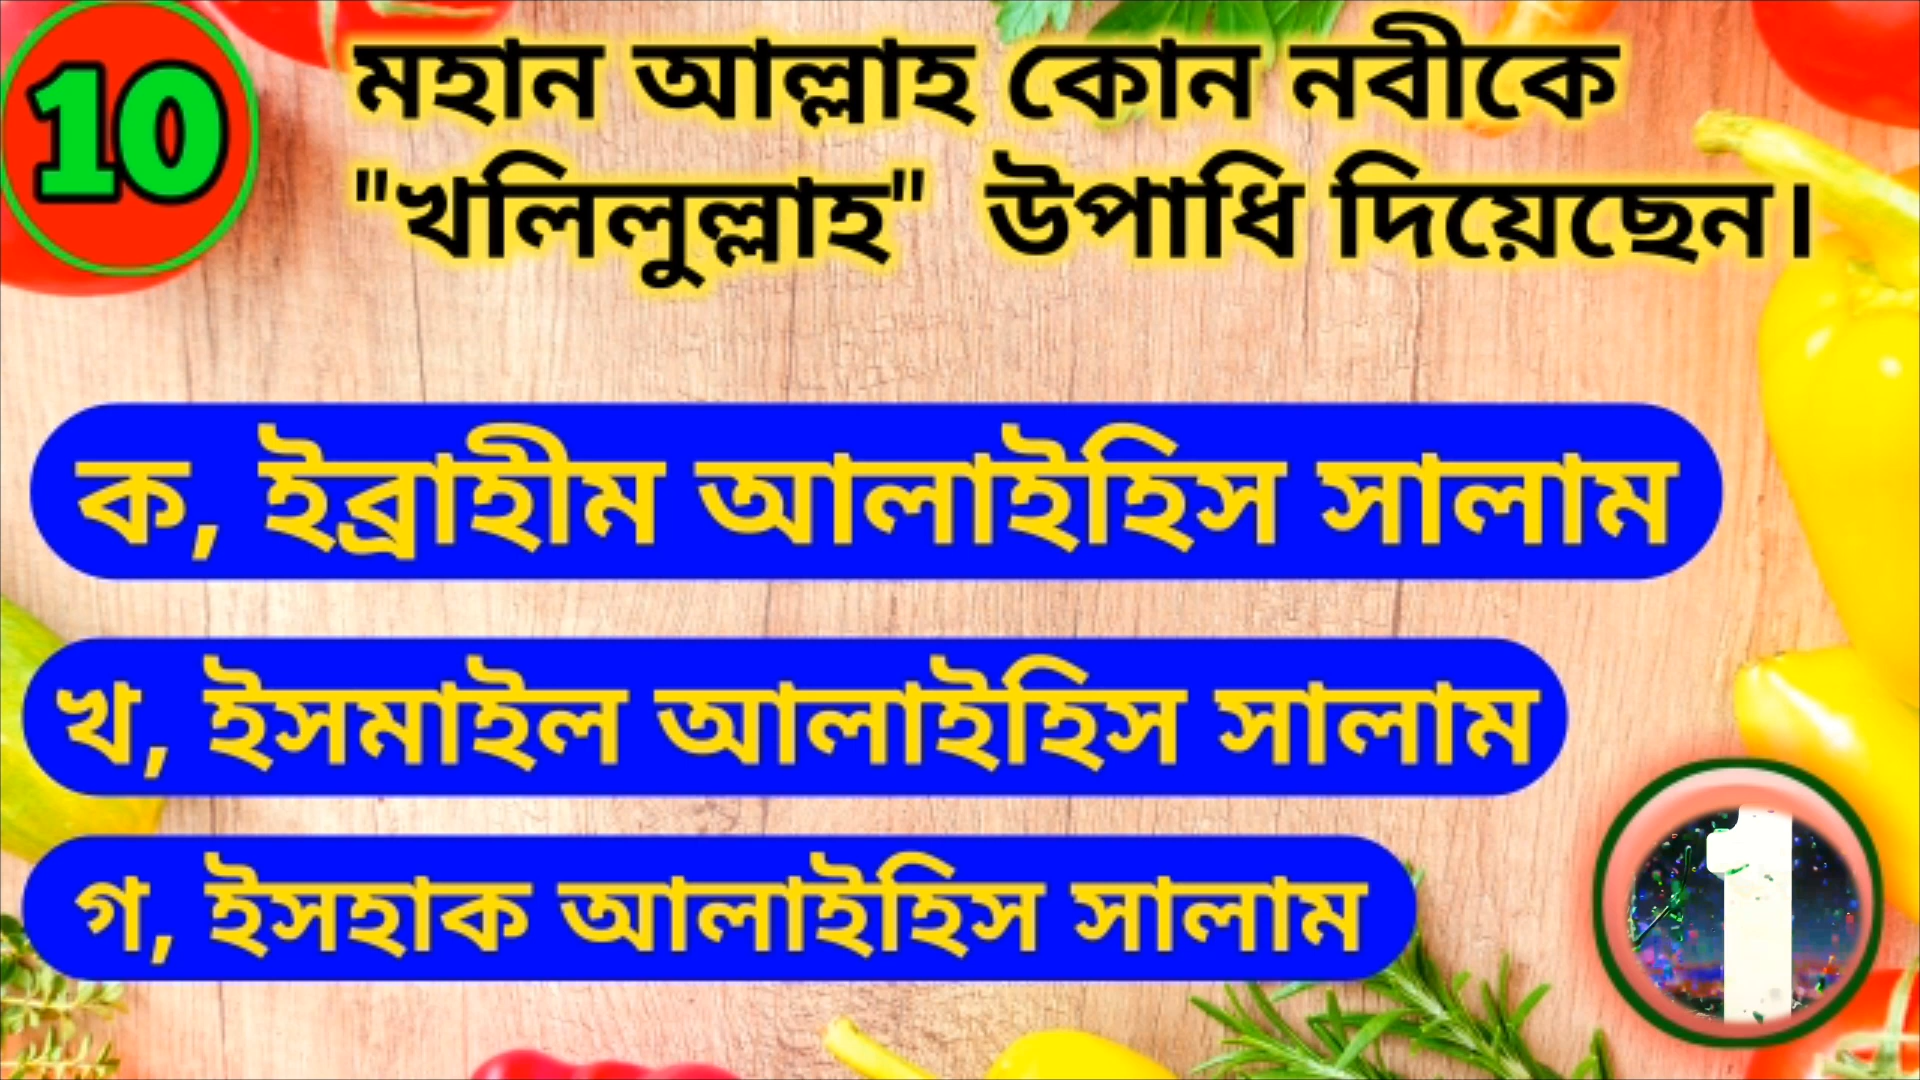 10
মহান আল্লাহ কোন নবীকে
"খলিলুল্লাহ" উপাধি দিয়েছেন।
ক, ইব্রাহীম আলাইহিস সালাম
খ, ইসমাইল আলাইহিস সালাম
গ, ইসহাক আলাইহিস সালাম
1